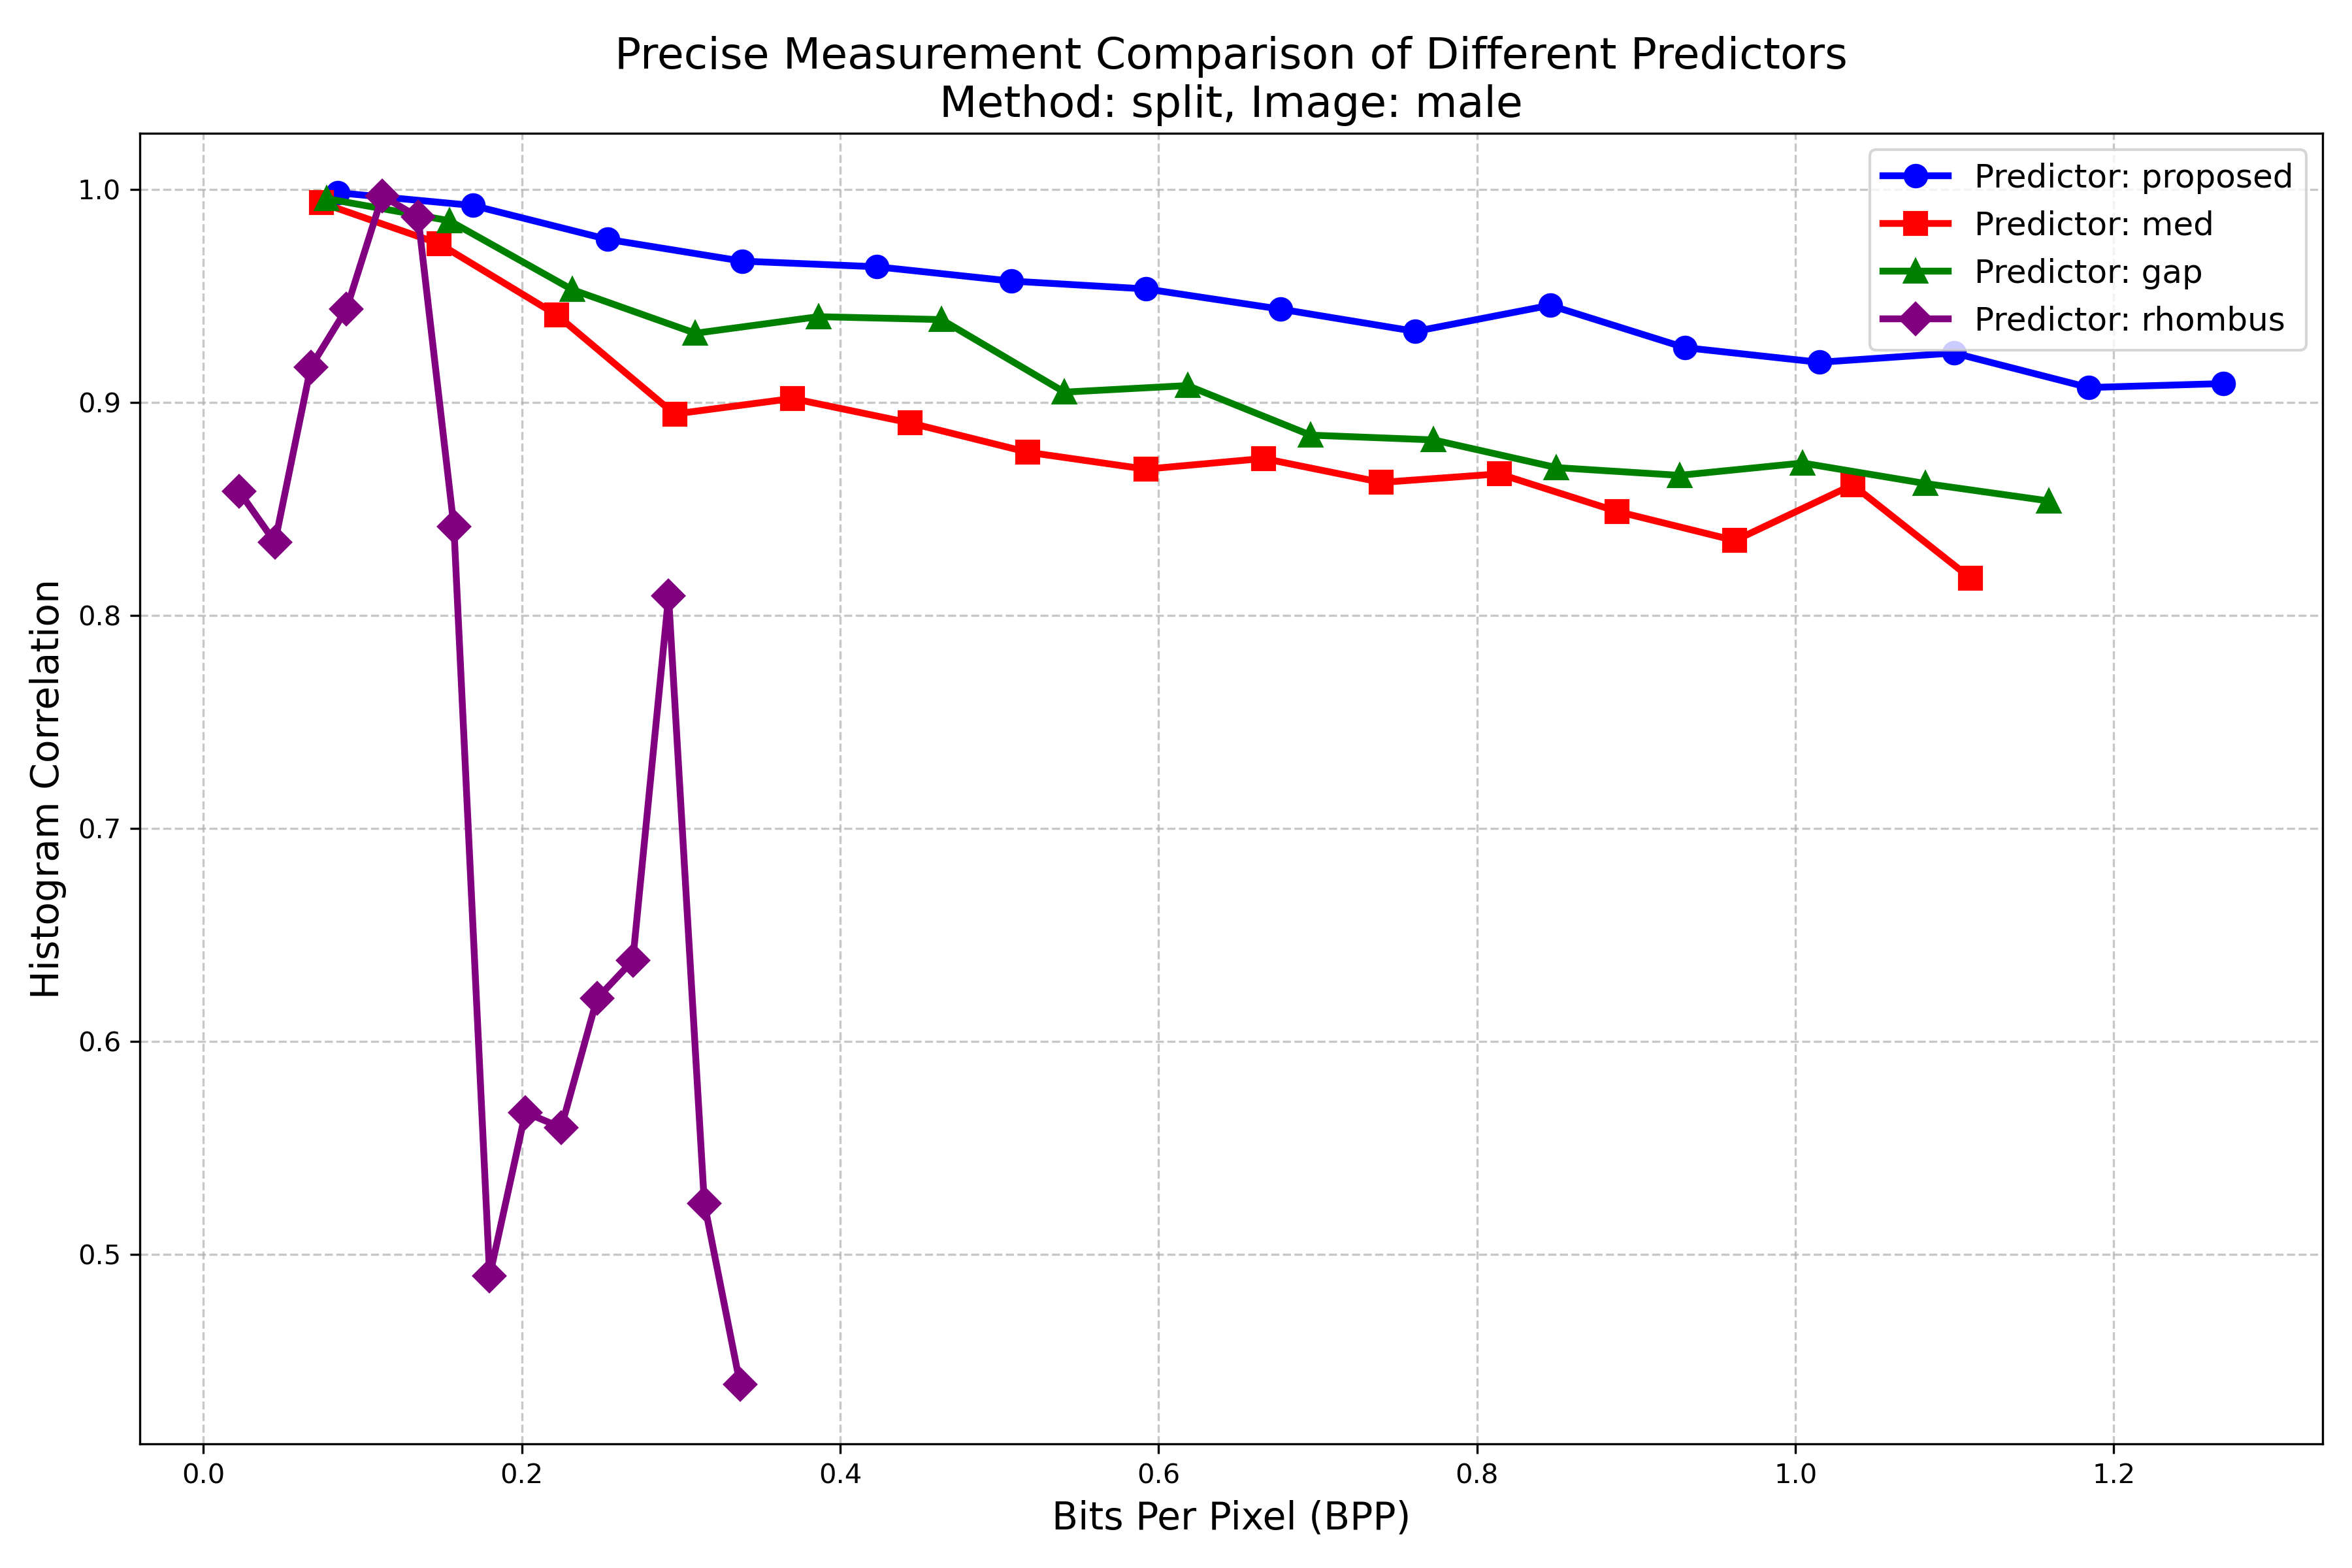 Precise Measurement Comparison of Different Predictors
Method: split, Image: male
Predictor: proposed
Predictor: med
Predictor: gap
Predictor: rhombus
Histogram Correlation
1.0
0.9
0.8
0.7
0.6
0.5
0.0
0.2
0.4
0.6
0.8
1.0
1.2
Bits Per Pixel (BPP)